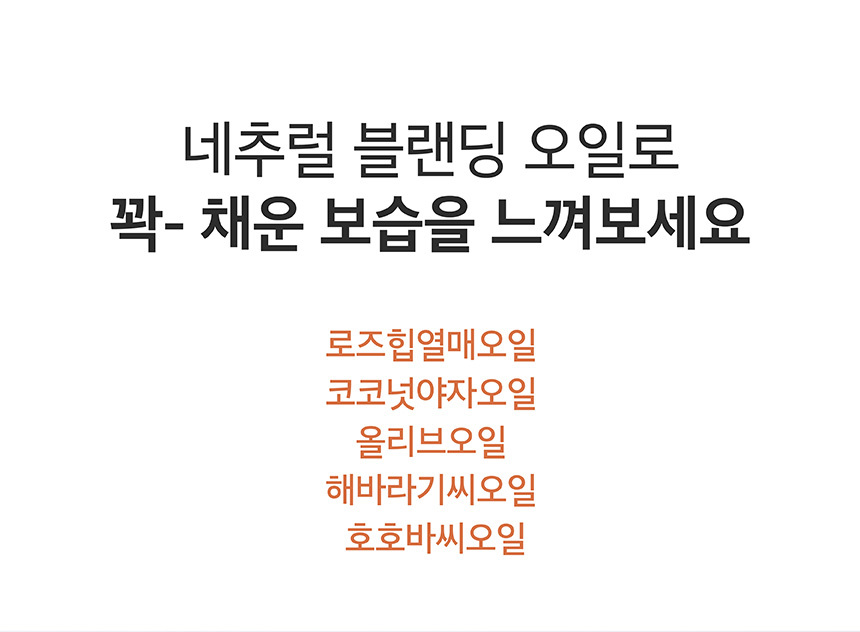 네추럴 블랜딩 오일로
꽉- 채운 보습을 느껴보세요
로즈힙열매오일
코코넛야자오일
올리브오일
해바라기씨오일
호호바씨오일